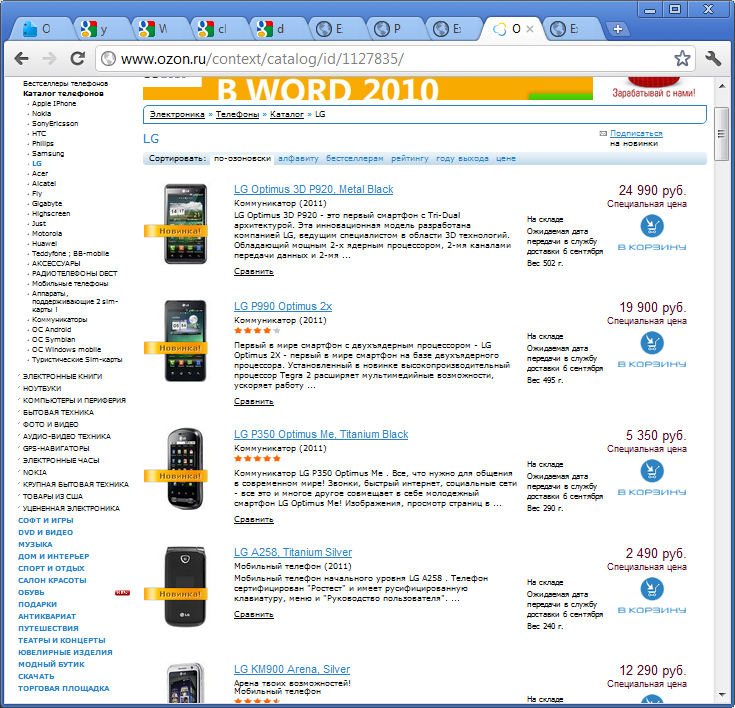 O
y
W
cl
d
E
P
Ex
O
Ex
www.ozon.ru/context/catalog/id/1127835/
В WORD 2010
Зарабатывай с нами!
Бестселлеры телефонов
Каталог телефонов
Apple IPhone
Nokia
SonyEricsson
HTC
Philips
Samsung
LG
Acer
Alcatel
Fly
Gigabyte
Highscreen
Just
Motorola
Huawei
Teddyfone ; BB-mobile
АКСЕССУАРЫ
РАДИОТЕЛЕФОНЫ DECT
Мобильные телефоны
Аппараты,
поддерживающие 2 sim-
карты !
Коммуникаторы
ОС Android
ОС Symbian
ОС Windows mobile
Туристические Sim-карты
ЭЛЕКТРОННЫЕ КНИГИ
НОУТБУКИ
КОМПЬЮТЕРЫ И ПЕРИФЕРИЯ
БЫТОВАЯ ТЕХНИКА
ФОТО И ВИДЕО
АУДИО-ВИДЕО ТЕХНИКА
GPS-НАВИГАТОРЫ
ЭЛЕКТРОННЫЕ ЧАСЫ
NOKIA
КРУПНАЯ БЫТОВАЯ ТЕХНИКА
ТОВАРЫ ИЗ США
УЦЕНЕННАЯ ЭЛЕКТРОНИКА
СОФТ И ИГРЫ
DVD И ВИДЕО
МУЗЫКА
ДОМ И ИНТЕРЬЕР
СПОРТ И ОТДЫХ
САЛОН КРАСОТЫ
ОБУВЬ
ПОДАРКИ
АНТИКВАРИАТ
ПУТЕШЕСТВИЯ
ТЕАТРЫ И КОНЦЕРТЫ
ЮВЕЛИРНЫЕ ИЗДЕЛИЯ
МОДНЫЙ БУТИК
СКАЧАТЬ
ТОРГОВАЯ ПЛОЩАДКА
Электроника » Телефоны » Каталог » LG
LG
Подписаться
на новинки
Сортировать: по-озоновски алфавиту бестселлерам рейтингу году выхода цене
Новинка!
LG Optimus 3D P920, Metal Black
Коммуникатор (2011)
LG Optimus 3D P920 - это первый смартфон с Tri-Dual
архитектурой. Эта инновационная модель разработана
компанией LG, ведущим специалистом в области 3D технологий.
Обладающий мощным 2-х ядерным процессором, 2-мя каналами
передачи данных и 2-мя ...
Сравнить
На складе
Ожидаемая дата
передачи в службу
доставки 6 сентября
Вес 502 г.
24 990 руб.
Специальная цена
В КОРЗИНУ
Новинка!
LG P990 Optimus 2x
Коммуникатор (2011)
Первый в мире смартфон с двухъядерным процессором - LG
Optimus 2X - первый в мире смартфон на базе двухъядерного
процессора. Установленный в новинке высокопроизводительный
процессор Tegra 2 расширяет мультимедийные возможности,
ускоряет работу ...
Сравнить
На складе
Ожидаемая дата
передачи в службу
доставки 6 сентября
Вес 495 г.
19 900 руб.
Специальная цена
В КОРЗИНУ
Новинка!
LG P350 Optimus Me, Titanium Black
Коммуникатор (2011)
Коммуникатор LG P350 Optimus Me . Все, что нужно для общения
в современном мире! Звонки, быстрый интернет, социальные сети
- все это и многое другое совмещает в себе молодежный
смартфон LG Optimus Me! Изображения, просмотр страниц в ...
Сравнить
На складе
Ожидаемая дата
передачи в службу
доставки 6 сентября
Вес 290 г.
5 350 руб.
Специальная цена
В КОРЗИНУ
Новинка!
LG A258, Titanium Silver
Мобильный телефон (2011)
Мобильный телефон начального уровня LG A258 . Телефон
сертифицирован "Ростест" и имеет русифицированную
клавиатуру, меню и "Руководство пользователя". ...
Сравнить
На складе
Ожидаемая дата
передачи в службу
доставки 6 сентября
Вес 240 г.
2 490 руб.
Специальная цена
В КОРЗИНУ
LG KM900 Arena, Silver
Арена твоих возможностей!
Мобильный телефон
На складе
12 290 руб.
Специальная цена